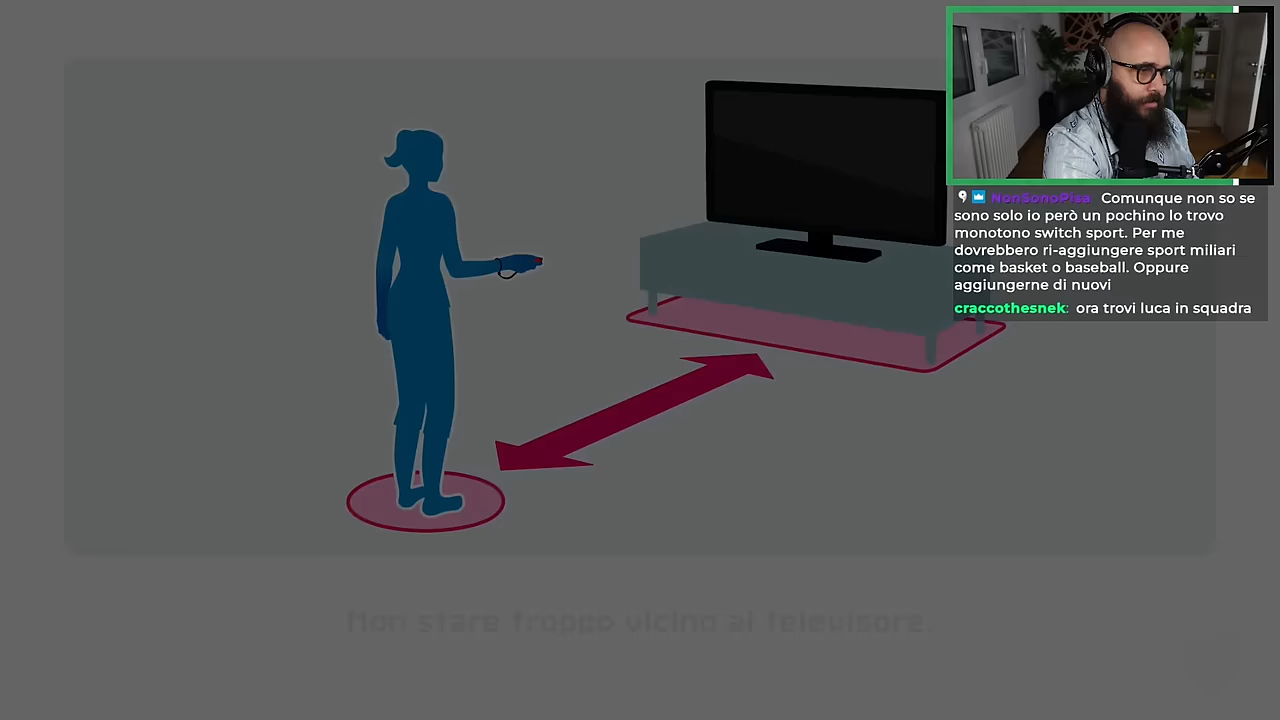 NonSonoPisa Comunque non so se
sono solo io però un pochino lo trovo
monotono switch sport. Per me
dovrebbero ri-aggiungere sport miliari
come basket o baseball. Oppure
aggiungerne di nuovi
craccothesnek: ora trovi luca in squadra
Non stare troppo vicino al televisore.